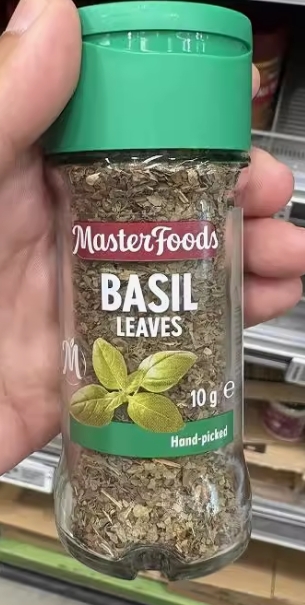 MasterFoods
BASIL
LEAVES
M
10 g e
Hand-picked